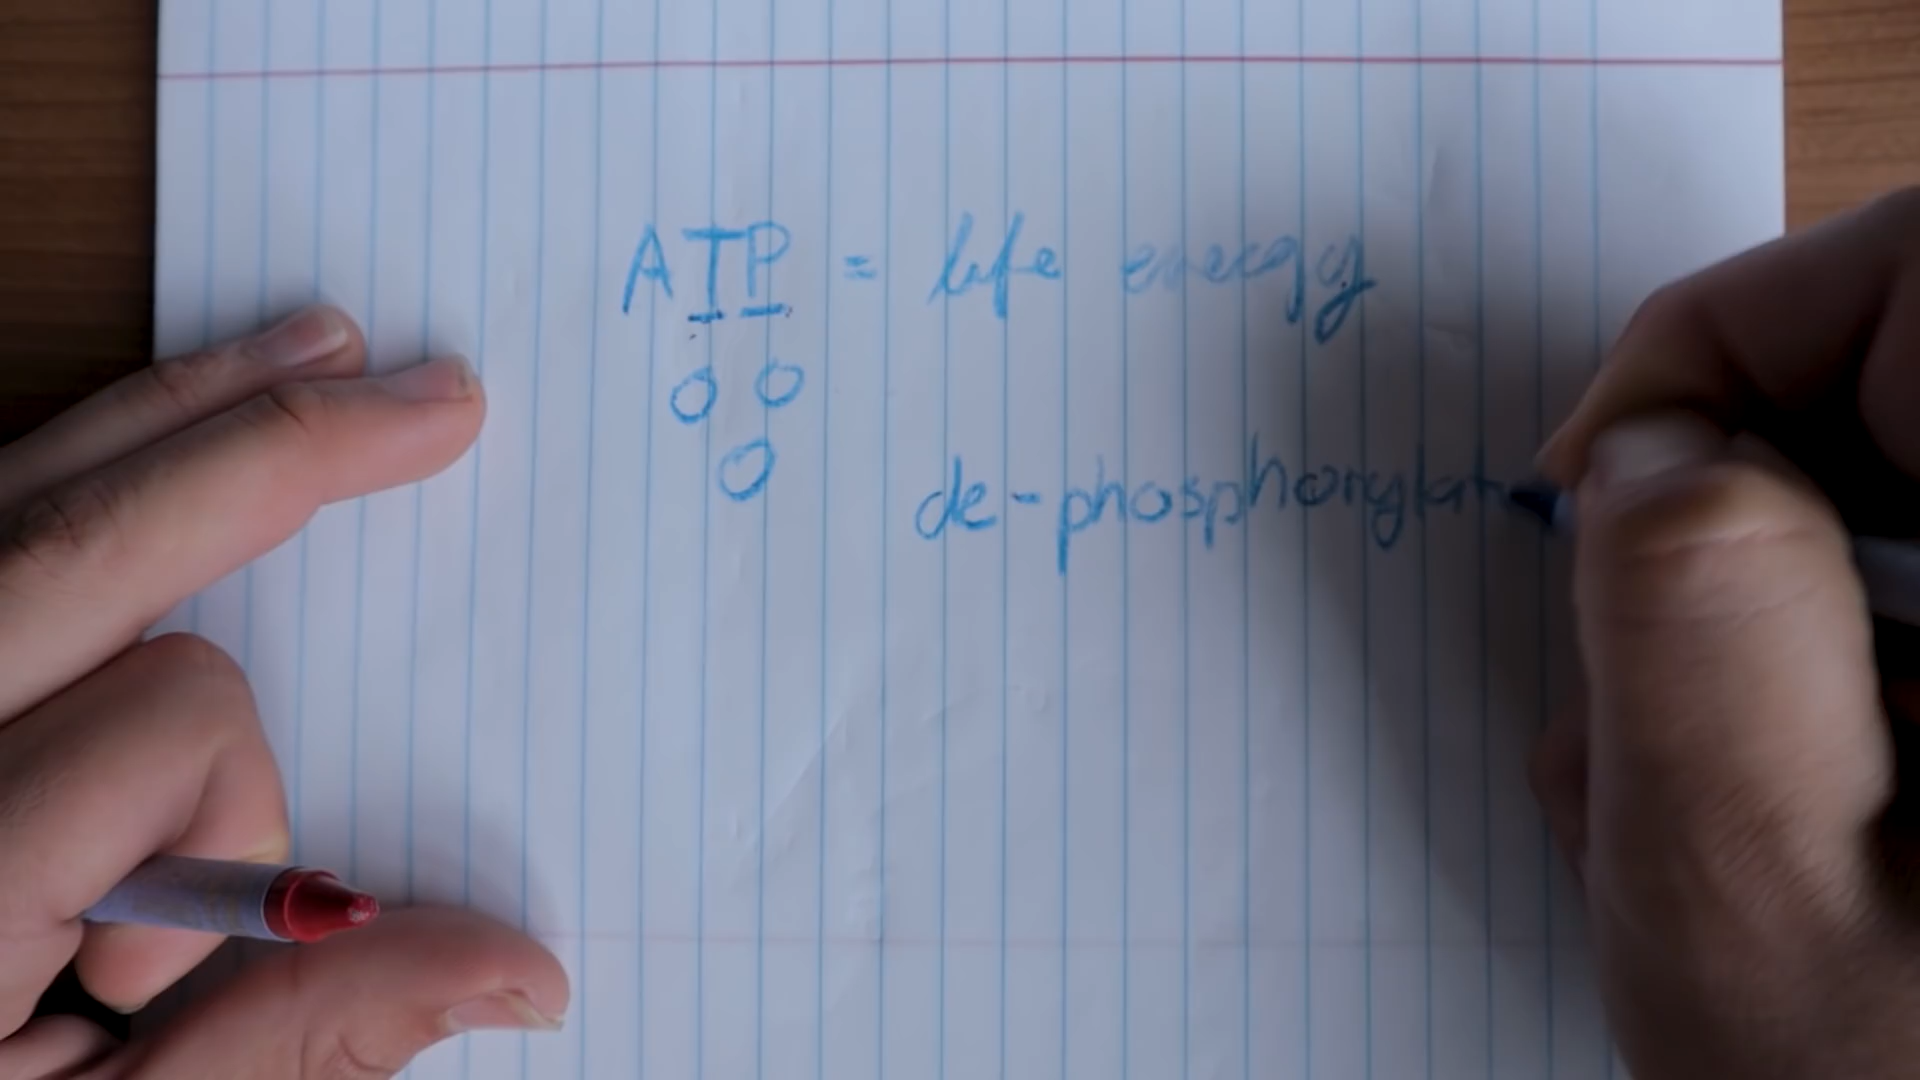 ATP = life energy
de-phosphorylat